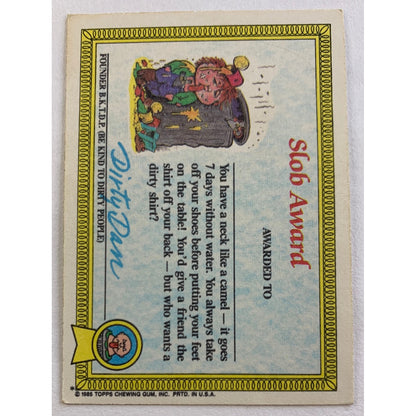 Slob Award
AWARDED TO
You have a neck like a camel — it goes
7 days without water. You always take
off your shoes before putting your feet
on the table! You'd give a friend the
shirt off your back — but who wants a
dirty shirt?
Dirty Dan
FOUNDER B.K.T.D.P. (BE KIND TO DIRTY PEOPLE)
* © 1985 TOPPS CHEWING GUM, INC. PRTD. IN U.S.A.